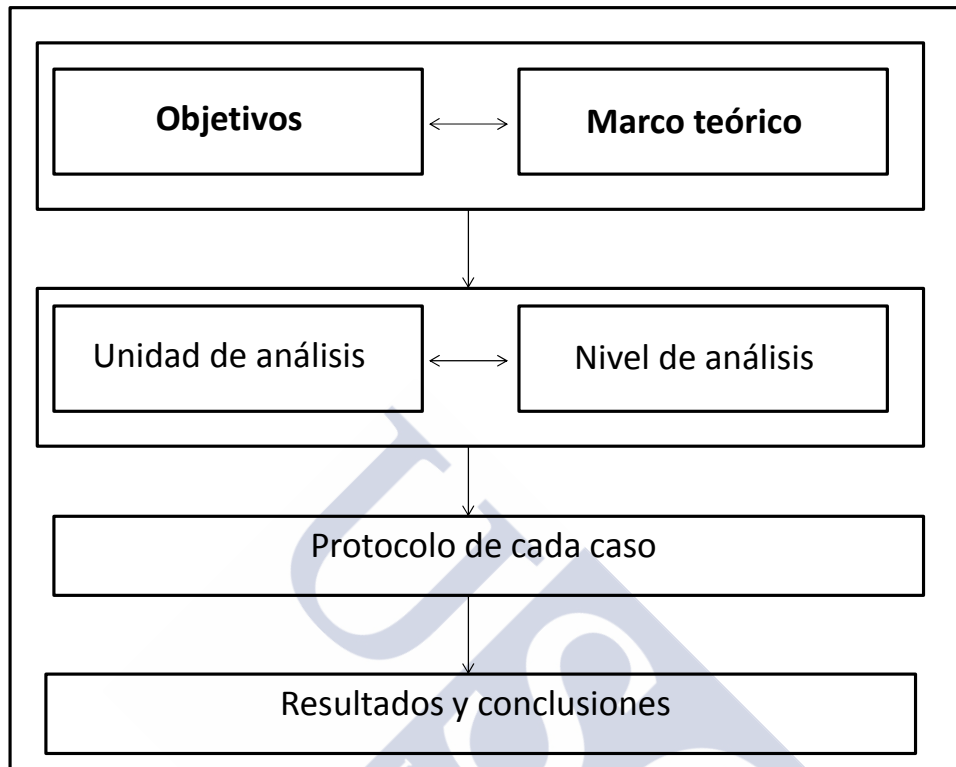 Objetivos
Marco teórico
Unidad de análisis
Nivel de análisis
Protocolo de cada caso
Resultados y conclusiones